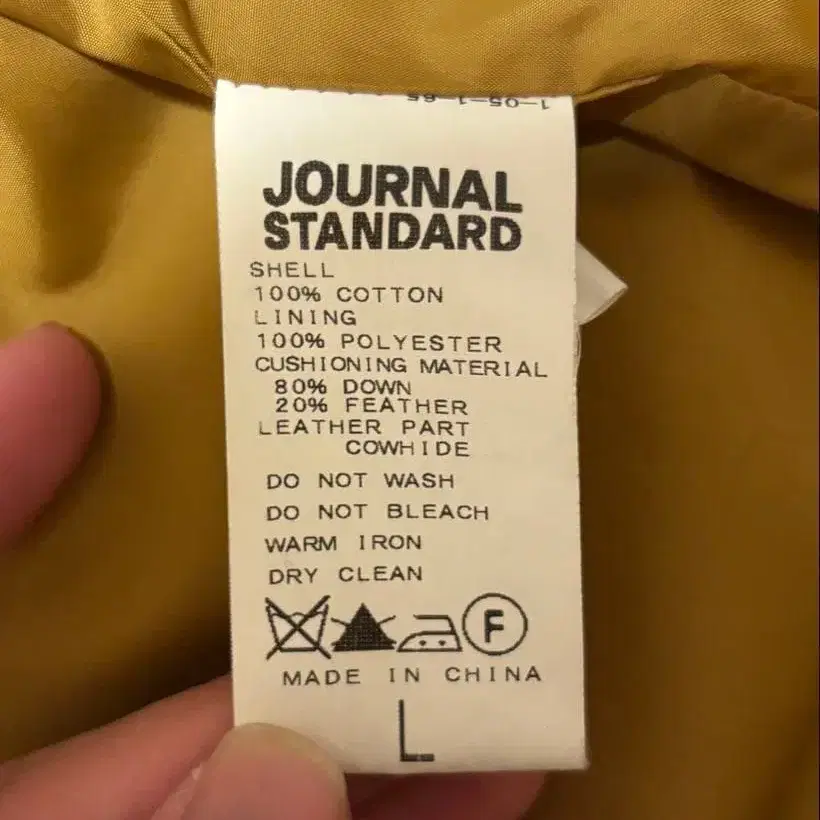 JOURNAL
STANDARD
SHELL
100% COTTON
LINING
100% POLYESTER
CUSHIONING MATERIAL
80% DOWN
20% FEATHER
LEATHER PART
COWHIDE
DO NOT WASH
DO NOT BLEACH
WARM IRON
DRY CLEAN
F
MADE IN CHINA
L